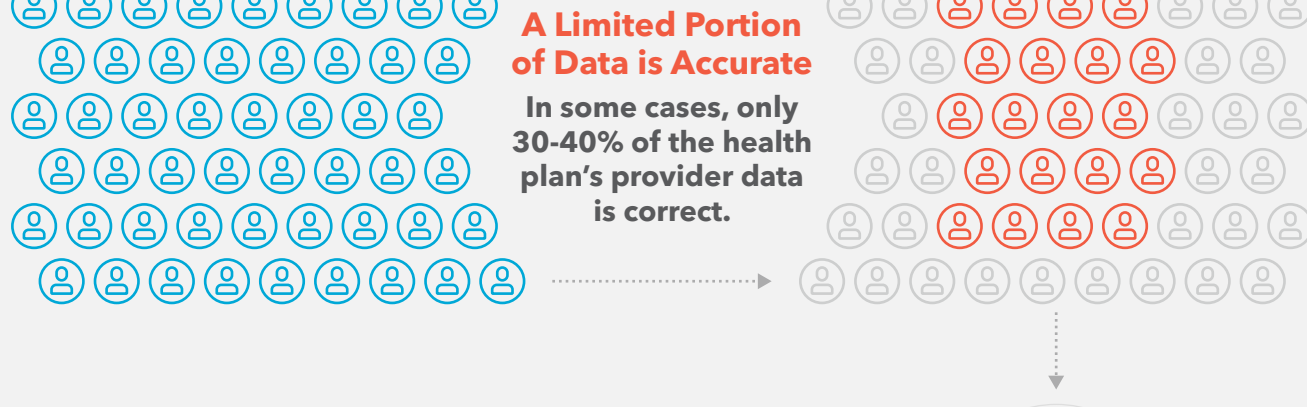 A Limited Portion
of Data is Accurate
In some cases, only
30-40% of the health
plan’s provider data
is correct.